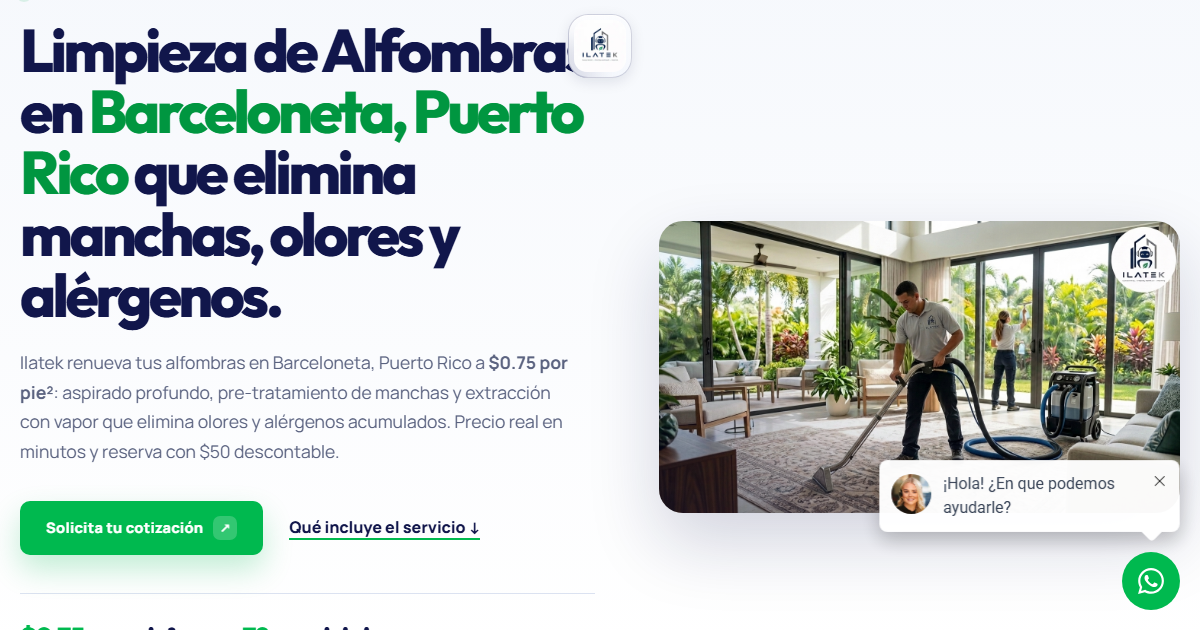 Limpieza de Alfombras
ILATEK
en Barceloneta, Puerto
Rico que elimina
manchas, olores y
alérgenos.
Ilatek renueva tus alfombras en Barceloneta, Puerto Rico a $0.75 por
pie²: aspirado profundo, pre-tratamiento de manchas y extracción
con vapor que elimina olores y alérgenos acumulados. Precio real en
minutos y reserva con $50 descontable.
Solicita tu cotización ↗
Qué incluye el servicio ↓
ILATEK
¡Hola! ¿En que podemos
ayudarle?